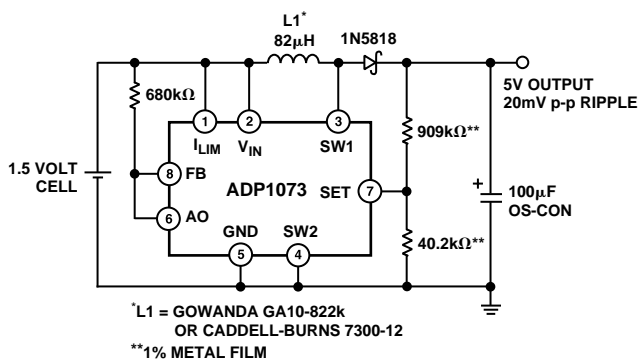 L1*
82µH
1N5818
5V OUTPUT
20mV p-p RIPPLE
680kΩ
1
2
3
ILIM
VIN
SW1
909kΩ**
1.5 VOLT
CELL
8
FB
ADP1073
SET
7
+
100µF
OS-CON
6
AO
GND
SW2
40.2kΩ**
5
4
*L1 = GOWANDA GA10-822k
OR CADDELL-BURNS 7300-12
**1% METAL FILM